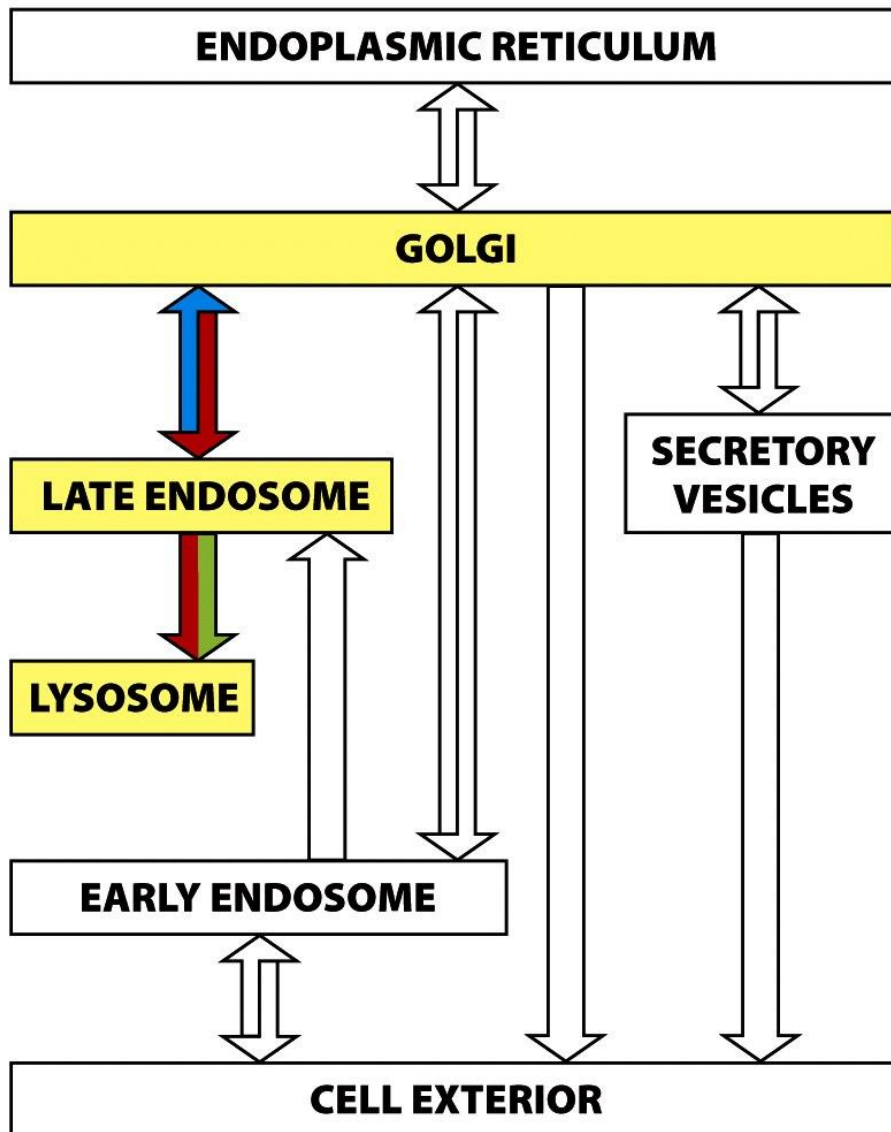 ENDOPLASMIC RETICULUM
GOLGI
LATE ENDOSOME
SECRETORY
VESICLES
LYSOSOME
EARLY ENDOSOME
CELL EXTERIOR